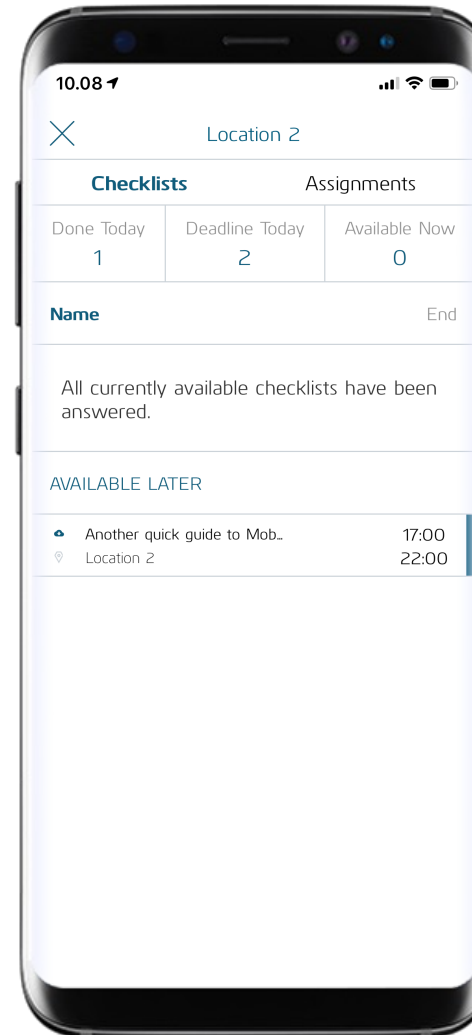 10.08
Location 2
Checklists Assignments
Done Today Deadline Today Available Now
1 2 0
Name End
All currently available checklists have been
answered.
AVAILABLE LATER
Another quick guide to Mob... 17:00
Location 2 22:00